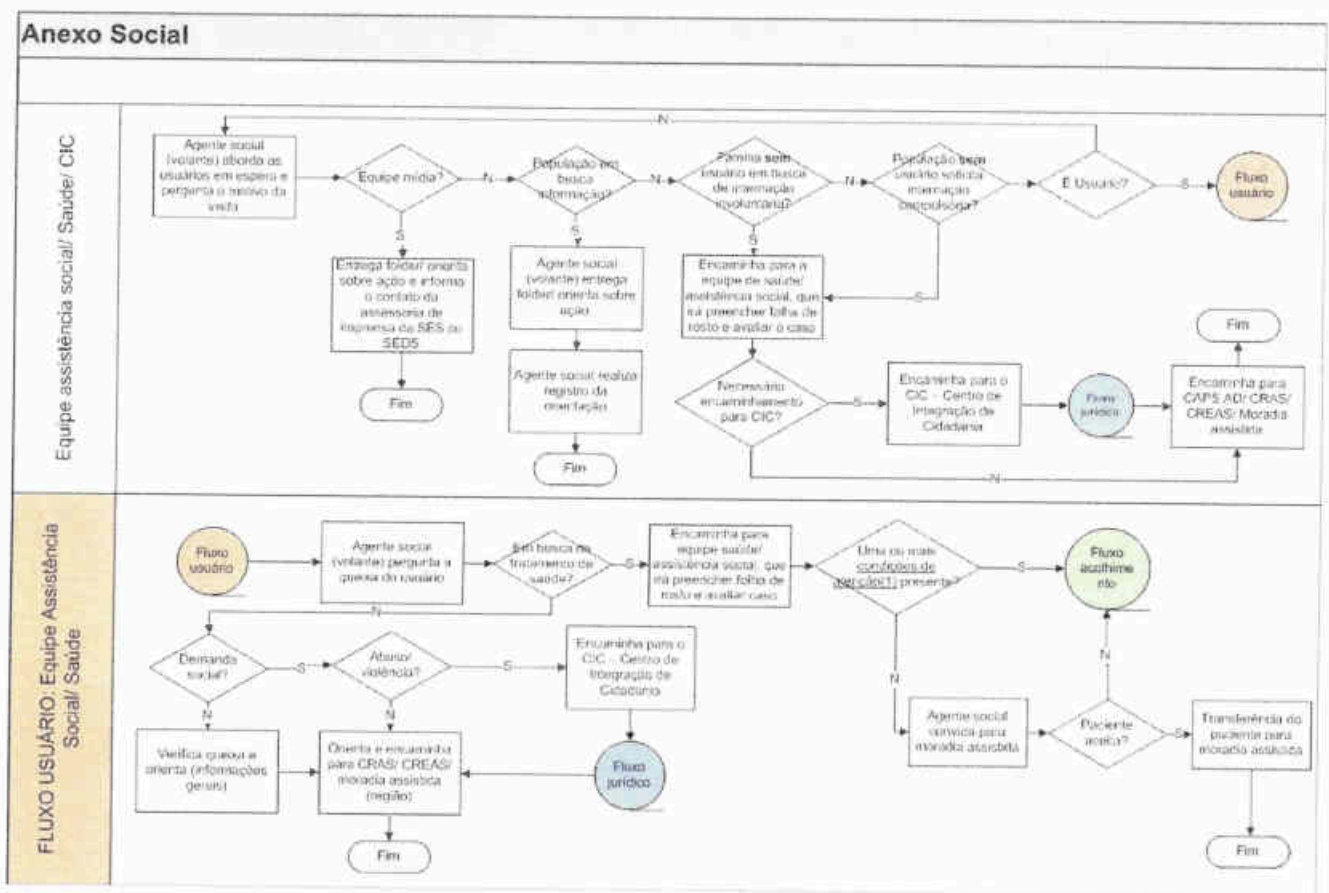 Anexo Social
Equipe assistência social/ Saúde/ CIC
N
Agente social
(volante) aborda os
usuários em espera e
pergunta o motivo da
visita
Equipe mídia?
N
População em
busca
informação?
N
Família sem
usuário em busca
de internação
involuntária?
N
População sem
usuário solicita
internação
compulsória?
É Usuário?
S
Fluxo
usuário
S
S
S
S
Entrega folder/ orienta
sobre ação e informa
o contato da
assessoria de
imprensa da SES ou
SEDS
Fim
Agente social
(volante) entrega
folder/ orienta sobre
ação
Agente social realiza
registro da
orientação
Fim
Encaminha para a
equipe de saúde/
assistência social, que
irá preencher folha de
rosto e avaliar o caso
Necessário
encaminhamento
para CIC?
S
Encaminha para o
CIC – Centro de
Integração de
Cidadania
Fluxo
jurídico
Encaminha para
CAPS AD/ CRAS/
CREAS/ Moradia
assistida
Fim
N
FLUXO USUÁRIO: Equipe Assistência
Social/ Saúde
Fluxo
usuário
Agente social
(volante) pergunta a
queixa do usuário
Em busca de
tratamento de
saúde?
S
Encaminha para
equipe saúde/
assistência social, que
irá preencher folha de
rosto e avaliar caso
Uma ou mais
condições de
atenção(1) presente?
S
Fluxo
acolhime
nto
N
Demanda
social?
S
Abuso/
violência?
S
Encaminha para o
CIC – Centro de
Integração de
Cidadania
N
N
N
N
Agente social
convida para
moradia assistida
Paciente
aceita?
S
Transferência do
paciente para
moradia assistida
Verifica queixa e
orienta (informações
gerais)
Orienta e encaminha
para CRAS/ CREAS/
moradia assistida
(região)
Fluxo
jurídico
Fim
Fim